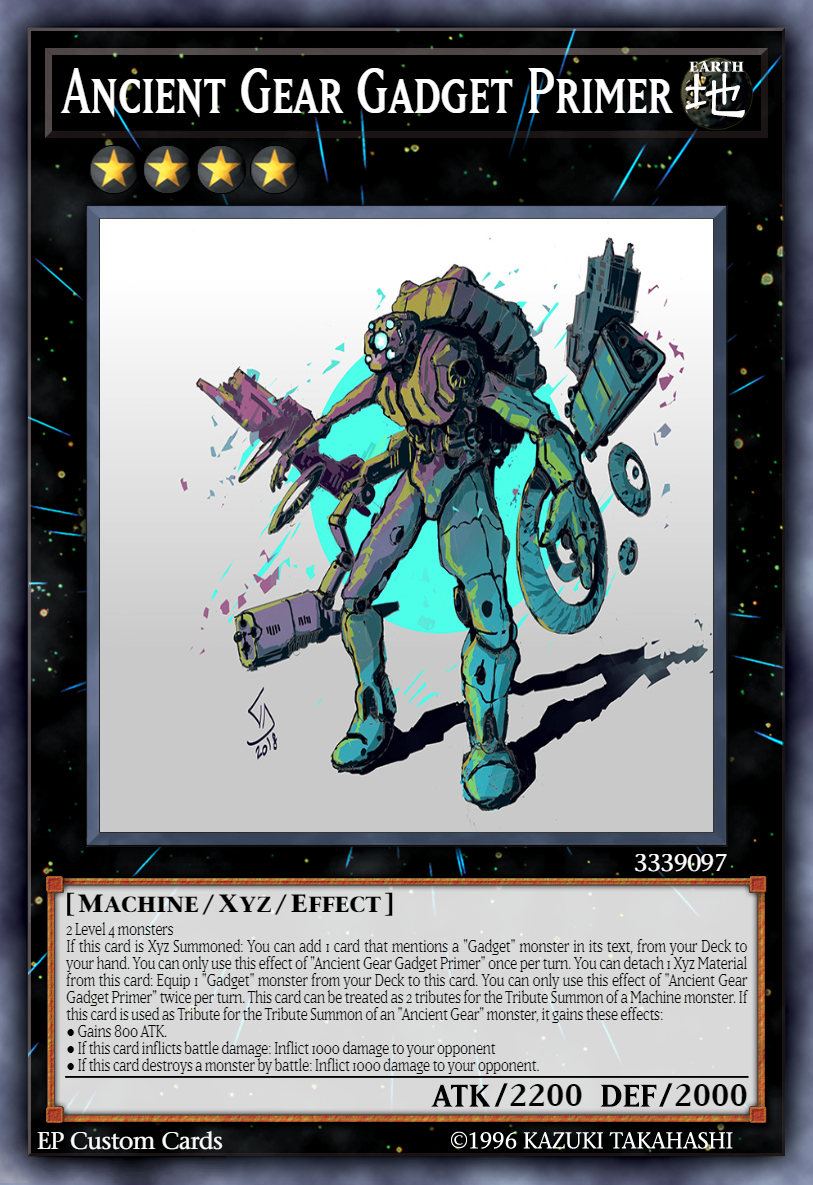 Ancient Gear Gadget Primer
EARTH
地
3339097
[ Machine / Xyz / Effect ]
2 Level 4 monsters
If this card is Xyz Summoned: You can add 1 card that mentions a "Gadget" monster in its text, from your Deck to
your hand. You can only use this effect of "Ancient Gear Gadget Primer" once per turn. You can detach 1 Xyz Material
from this card: Equip 1 "Gadget" monster from your Deck to this card. You can only use this effect of "Ancient Gear
Gadget Primer" twice per turn. This card can be treated as 2 tributes for the Tribute Summon of a Machine monster. If
this card is used as Tribute for the Tribute Summon of an "Ancient Gear" monster, it gains these effects:
● Gains 800 ATK.
● If this card inflicts battle damage: Inflict 1000 damage to your opponent
● If this card destroys a monster by battle: Inflict 1000 damage to your opponent.
ATK/2200 DEF/2000
EP Custom Cards
©1996 KAZUKI TAKAHASHI
2018